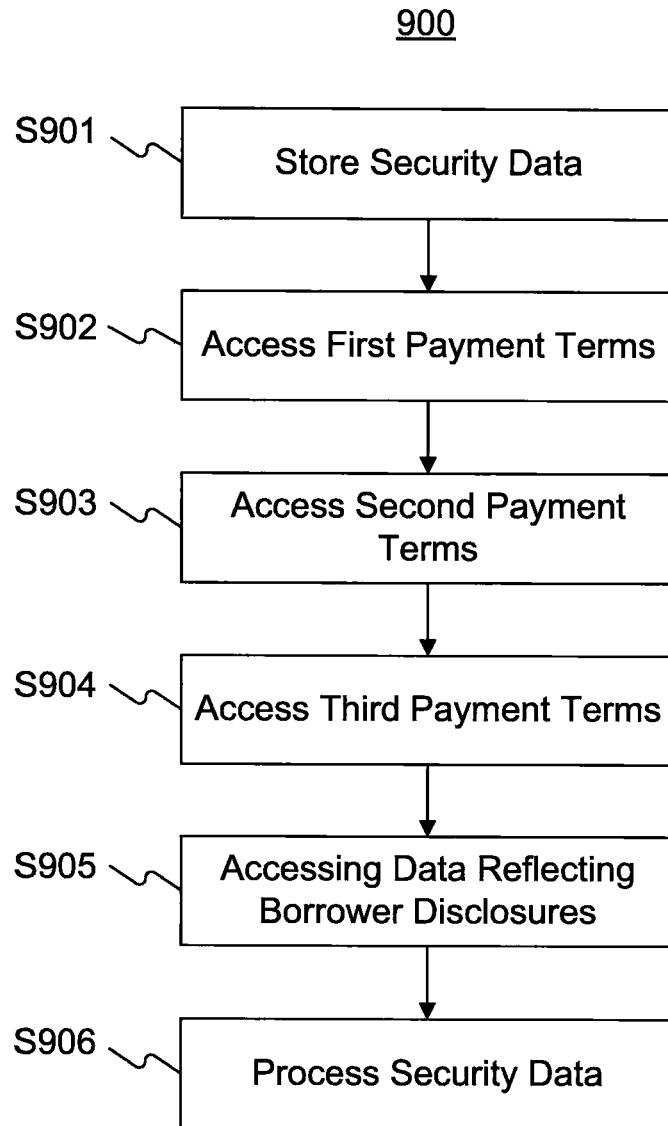 900
S901
Store Security Data
S902
Access First Payment Terms
S903
Access Second Payment
Terms
S904
Access Third Payment Terms
S905
Accessing Data Reflecting
Borrower Disclosures
S906
Process Security Data